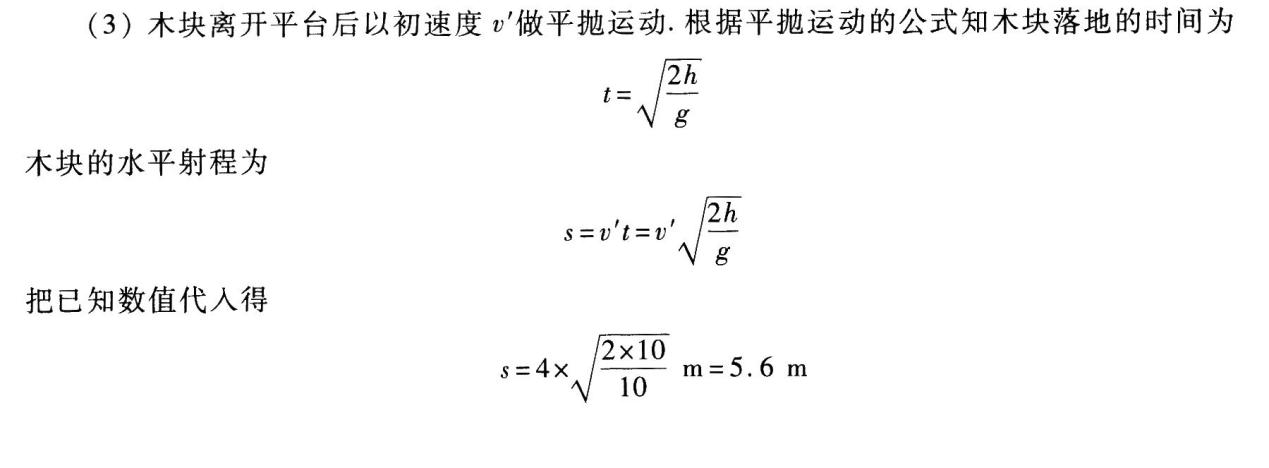 (3) 木块离开平台后以初速度 v′做平抛运动. 根据平抛运动的公式知木块落地的时间为
t=√(2h/g)
木块的水平射程为
s=v′t=v′√(2h/g)
把已知数值代入得
s=4×√(2×10/10) m=5.6 m